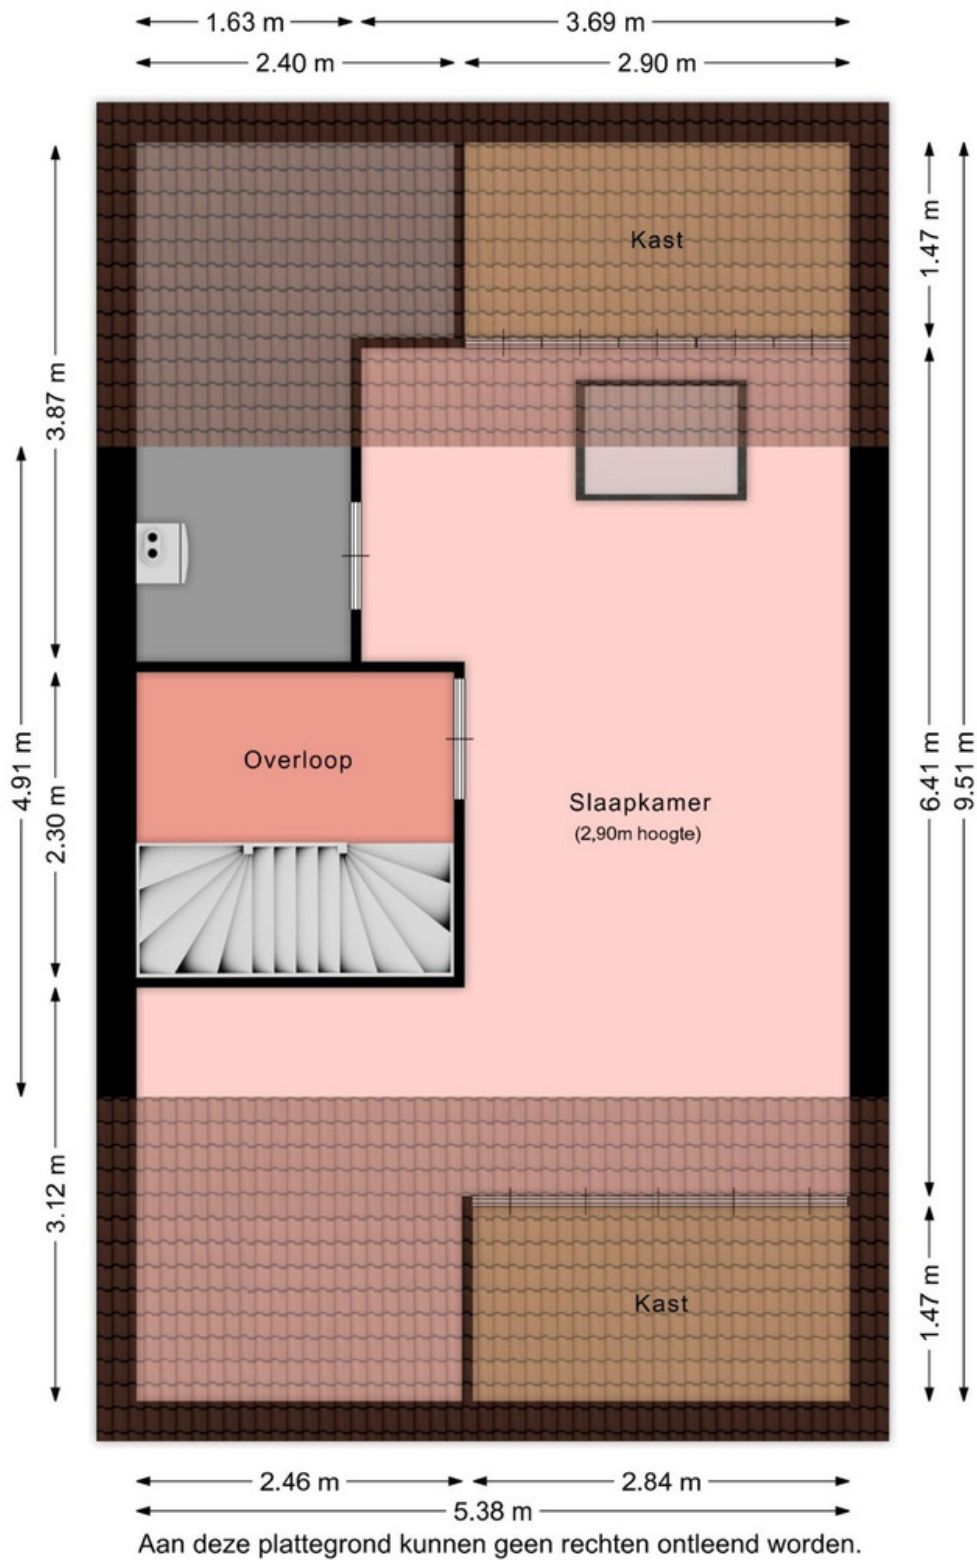 1.63 m 3.69 m
2.40 m 2.90 m
Kast
1.47 m
3.87 m
Overloop
4.91 m
2.30 m
Slaapkamer
(2,90m hoogte)
6.41 m
9.51 m
3.12 m
Kast
1.47 m
2.46 m 2.84 m
5.38 m
Aan deze plattegrond kunnen geen rechten ontleend worden.